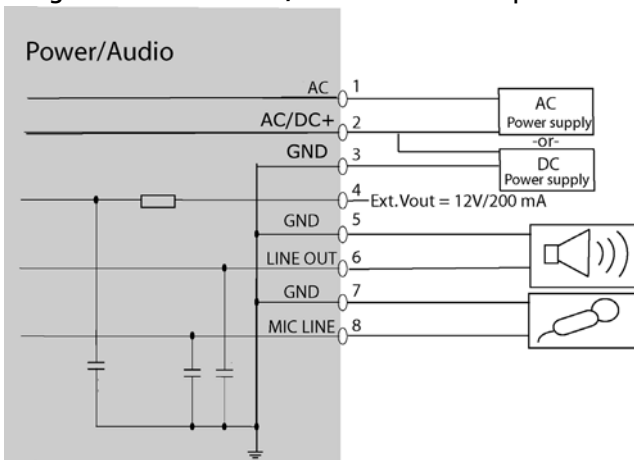 Power/Audio
AC 1
AC/DC+ 2
GND 3
4 Ext.Vout = 12V/200 mA
GND 5
LINE OUT 6
GND 7
MIC LINE 8
AC
Power supply
-or-
DC
Power supply